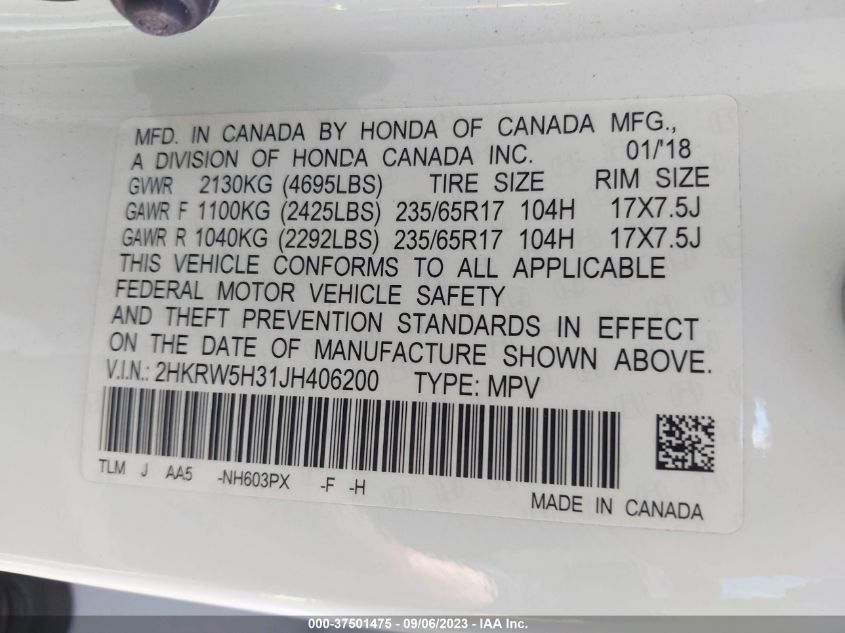 MFD. IN CANADA BY HONDA OF CANADA MFG.,
A DIVISION OF HONDA CANADA INC. 01/'18
GVWR 2130KG (4695LBS) TIRE SIZE RIM SIZE
GAWR F 1100KG (2425LBS) 235/65R17 104H 17X7.5J
GAWR R 1040KG (2292LBS) 235/65R17 104H 17X7.5J
THIS VEHICLE CONFORMS TO ALL APPLICABLE
FEDERAL MOTOR VEHICLE SAFETY
AND THEFT PREVENTION STANDARDS IN EFFECT
ON THE DATE OF MANUFACTURE SHOWN ABOVE.
V.I.N.: 2HKRW5H31JH406200 TYPE: MPV
TLM J AA5 -NH603PX -F -H
MADE IN CANADA
00000 - 37501475 - 09/06/2023 - IAA Inc.